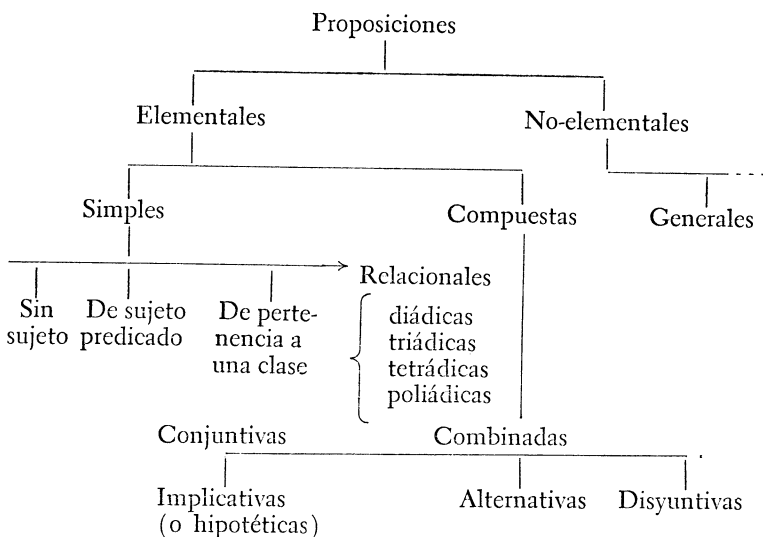 Proposiciones
Elementales
No-elementales
Simples
Compuestas
Generales
Relacionales
Sin
sujeto
De sujeto
predicado
De perte-
nencia a
una clase
diádicas
triádicas
tetrádicas
poliádicas
Conjuntivas
Combinadas
Implicativas
(o hipotéticas)
Alternativas
Disyuntivas